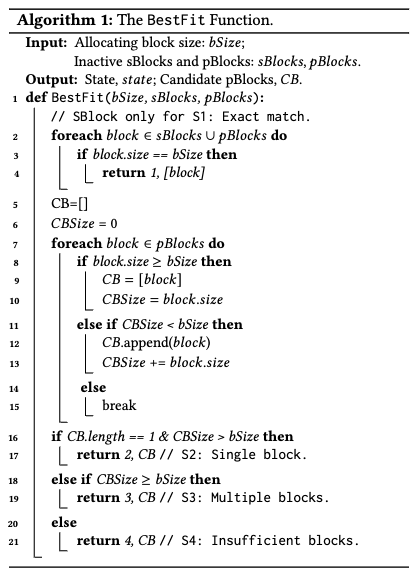 Algorithm 1: The BestFit Function.
Input: Allocating block size: bSize;
Inactive sBlocks and pBlocks: sBlocks, pBlocks.
Output: State, state; Candidate pBlocks, CB.
1 def BestFit(bSize, sBlocks, pBlocks):
// SBlock only for S1: Exact match.
2 foreach block ∈ sBlocks ∪ pBlocks do
3 if block.size == bSize then
4 return 1, [block]
5 CB=[]
6 CBSize = 0
7 foreach block ∈ pBlocks do
8 if block.size ≥ bSize then
9 CB = [block]
10 CBSize = block.size
11 else if CBSize < bSize then
12 CB.append(block)
13 CBSize += block.size
14 else
15 break
16 if CB.length == 1 & CBSize > bSize then
17 return 2, CB // S2: Single block.
18 else if CBSize ≥ bSize then
19 return 3, CB // S3: Multiple blocks.
20 else
21 return 4, CB // S4: Insufficient blocks.